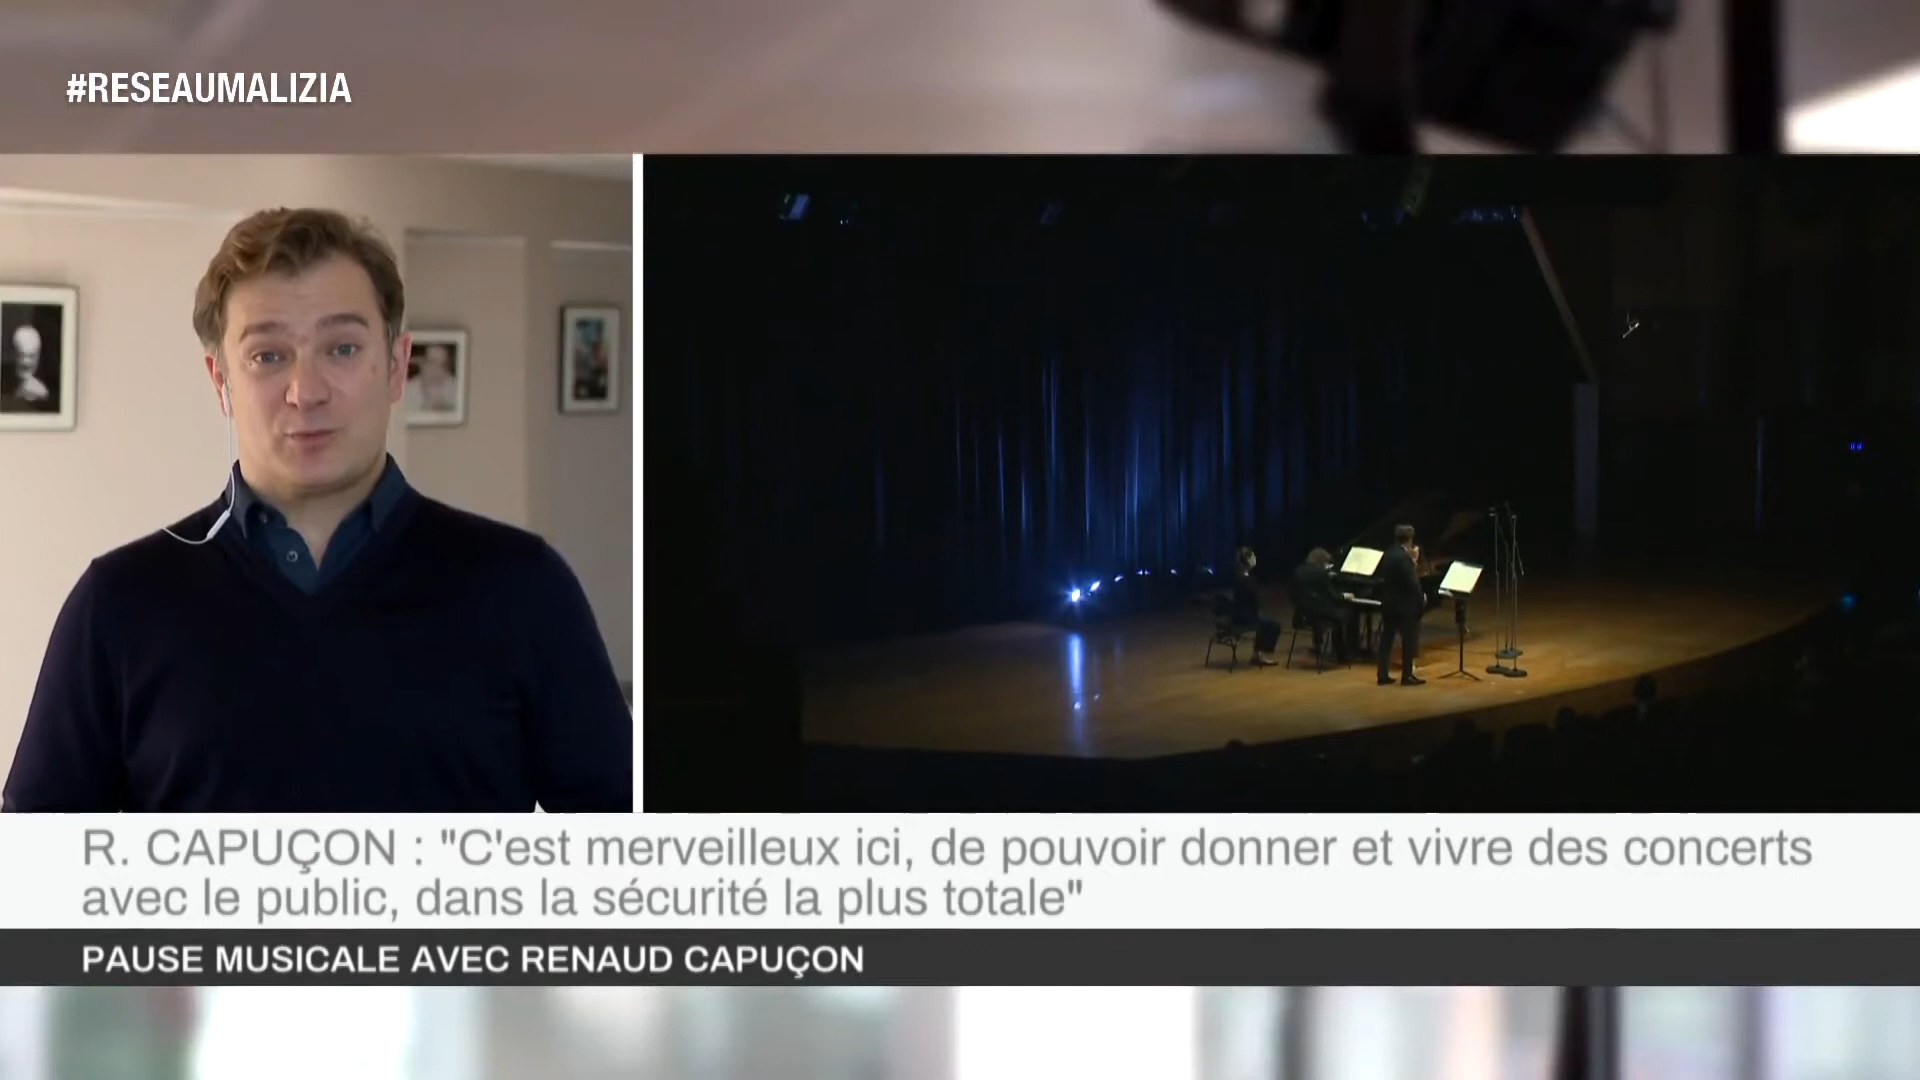 #RESEAUMALIZIA
R. CAPUÇON : "C'est merveilleux ici, de pouvoir donner et vivre des concerts
avec le public, dans la sécurité la plus totale"
PAUSE MUSICALE AVEC RENAUD CAPUÇON